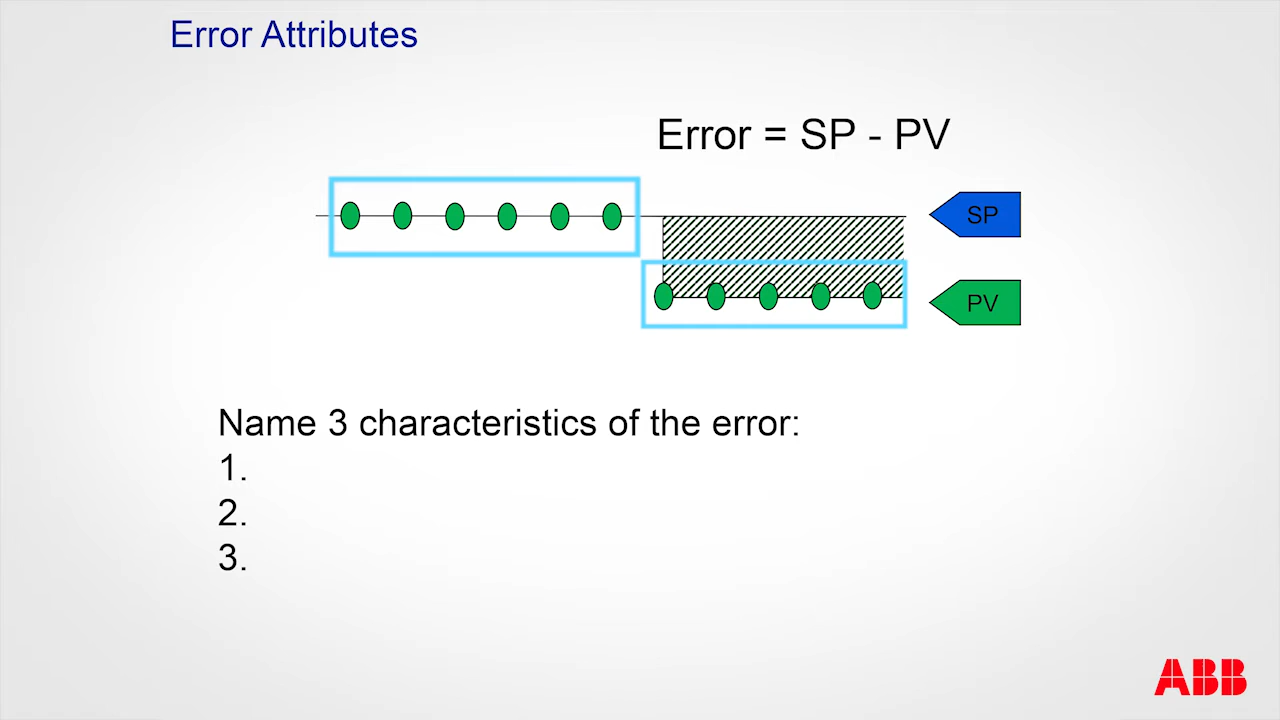 Error Attributes
Error = SP - PV
SP
PV
Name 3 characteristics of the error:
1.
2.
3.
ABB